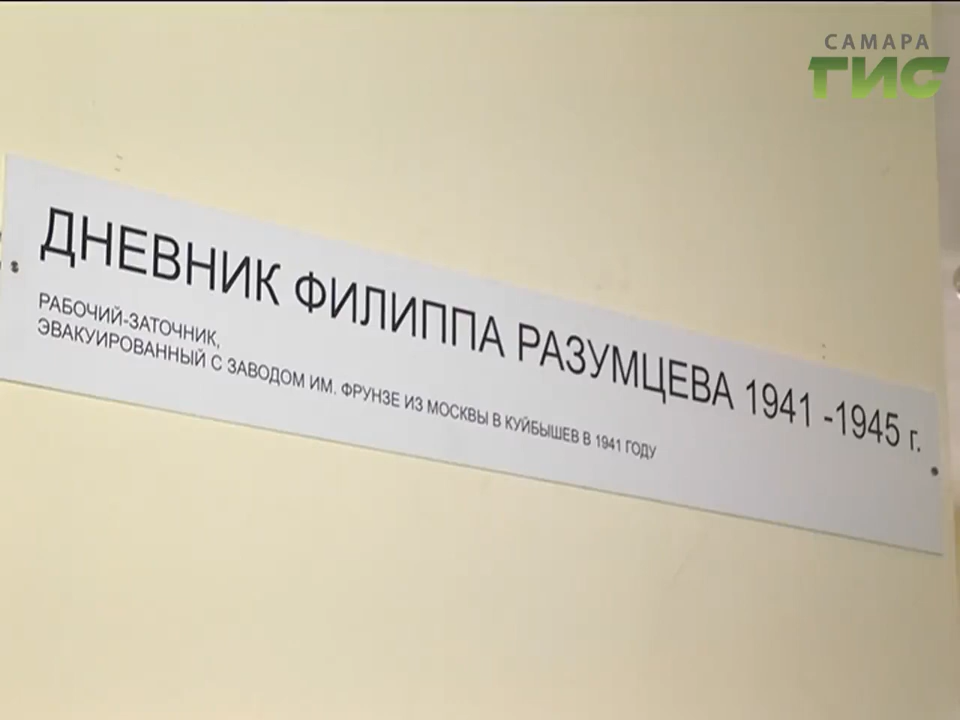 САМАРА
ГИС
ДНЕВНИК ФИЛИППА РАЗУМЦЕВА 1941 -1945 г.
РАБОЧИЙ-ЗАТОЧНИК,
ЭВАКУИРОВАННЫЙ С ЗАВОДОМ ИМ. ФРУНЗЕ ИЗ МОСКВЫ В КУЙБЫШЕВ В 1941 ГОДУ